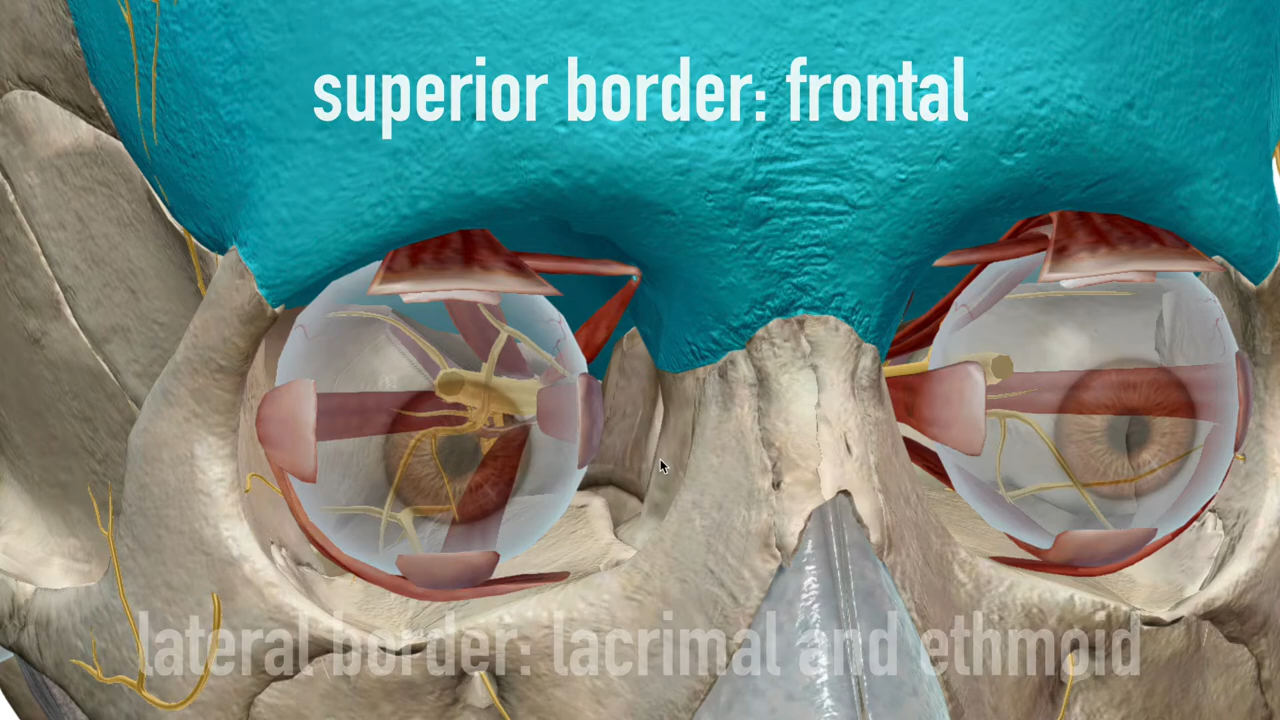 superior border: frontal
lateral border: lacrimal and ethmoid